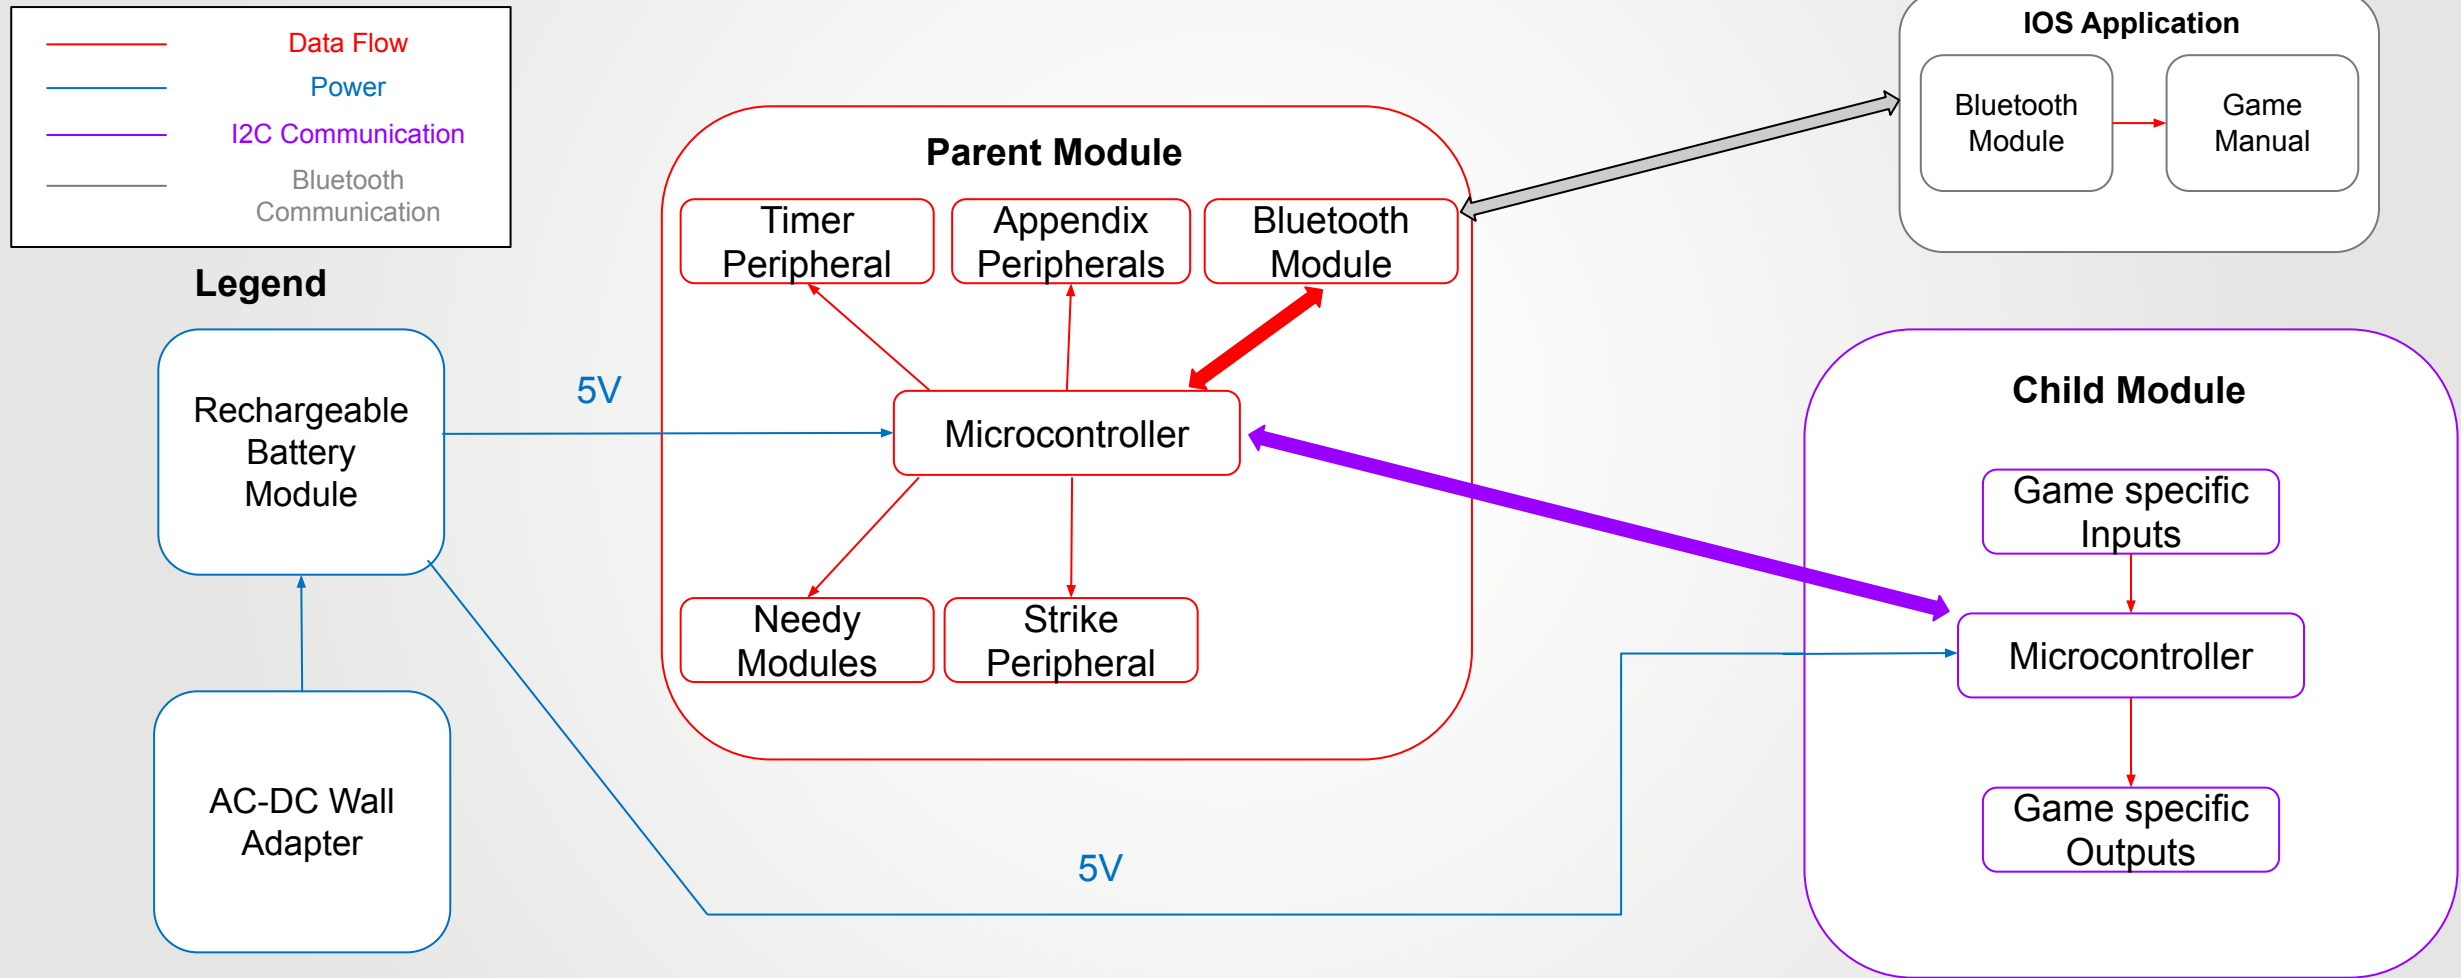 Data Flow
Power
I2C Communication
Bluetooth
Communication
Legend
Rechargeable
Battery
Module
AC-DC Wall
Adapter
5V
5V
Parent Module
Timer
Peripheral
Appendix
Peripherals
Bluetooth
Module
Microcontroller
Needy
Modules
Strike
Peripheral
IOS Application
Bluetooth
Module
Game
Manual
Child Module
Game specific
Inputs
Microcontroller
Game specific
Outputs